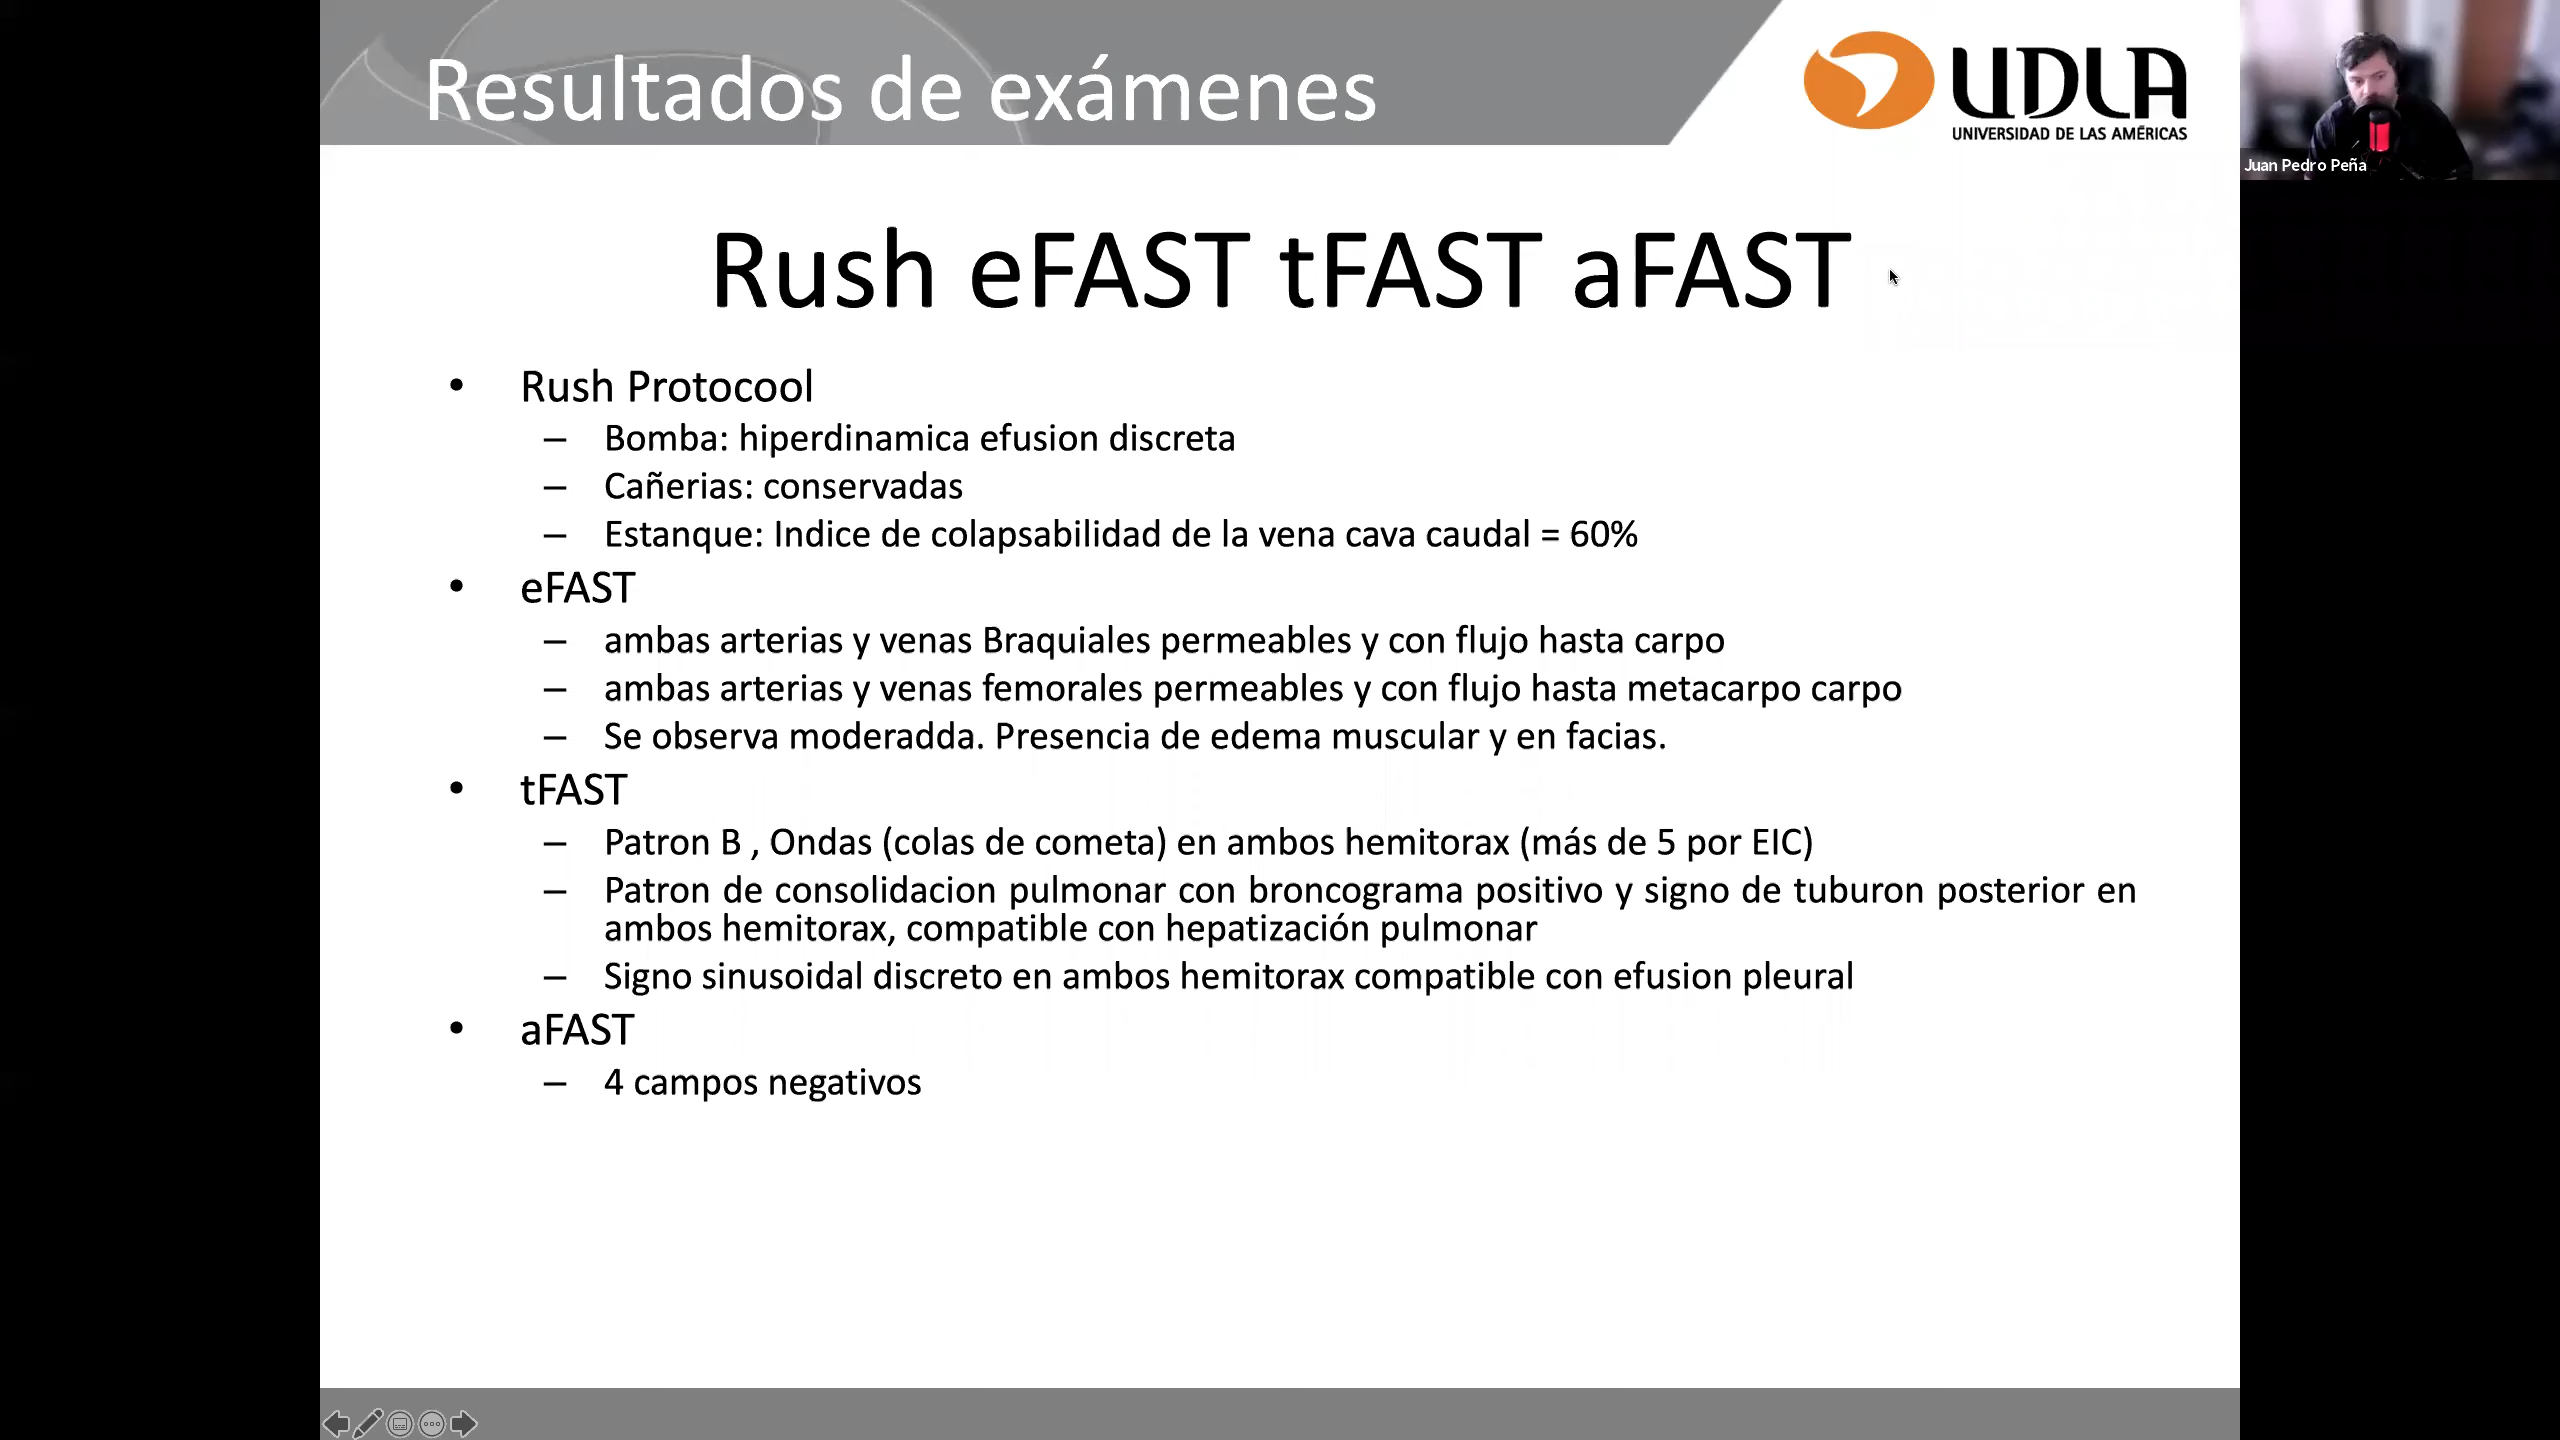 Resultados de exámenes
UDLA
UNIVERSIDAD DE LAS AMÉRICAS
Juan Pedro Peña
Rush eFAST tFAST aFAST
• Rush Protocool
– Bomba: hiperdinamica efusion discreta
– Cañerias: conservadas
– Estanque: Indice de colapsabilidad de la vena cava caudal = 60%
• eFAST
– ambas arterias y venas Braquiales permeables y con flujo hasta carpo
– ambas arterias y venas femorales permeables y con flujo hasta metacarpo carpo
– Se observa moderadda. Presencia de edema muscular y en facias.
• tFAST
– Patron B , Ondas (colas de cometa) en ambos hemitorax (más de 5 por EIC)
– Patron de consolidacion pulmonar con broncograma positivo y signo de tuburon posterior en
ambos hemitorax, compatible con hepatización pulmonar
– Signo sinusoidal discreto en ambos hemitorax compatible con efusion pleural
• aFAST
– 4 campos negativos